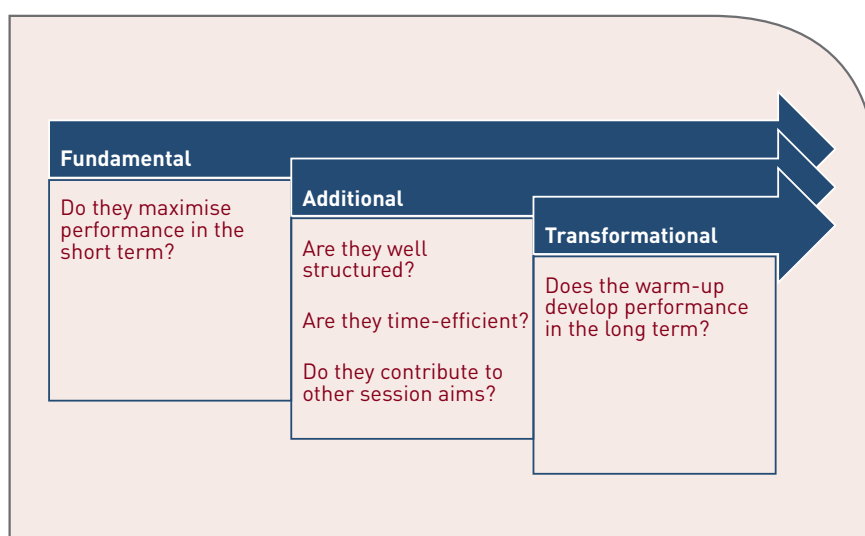 Fundamental
Do they maximise
performance in the
short term?
Additional
Are they well
structured?
Are they time-efficient?
Do they contribute to
other session aims?
Transformational
Does the warm-up
develop performance
in the long term?